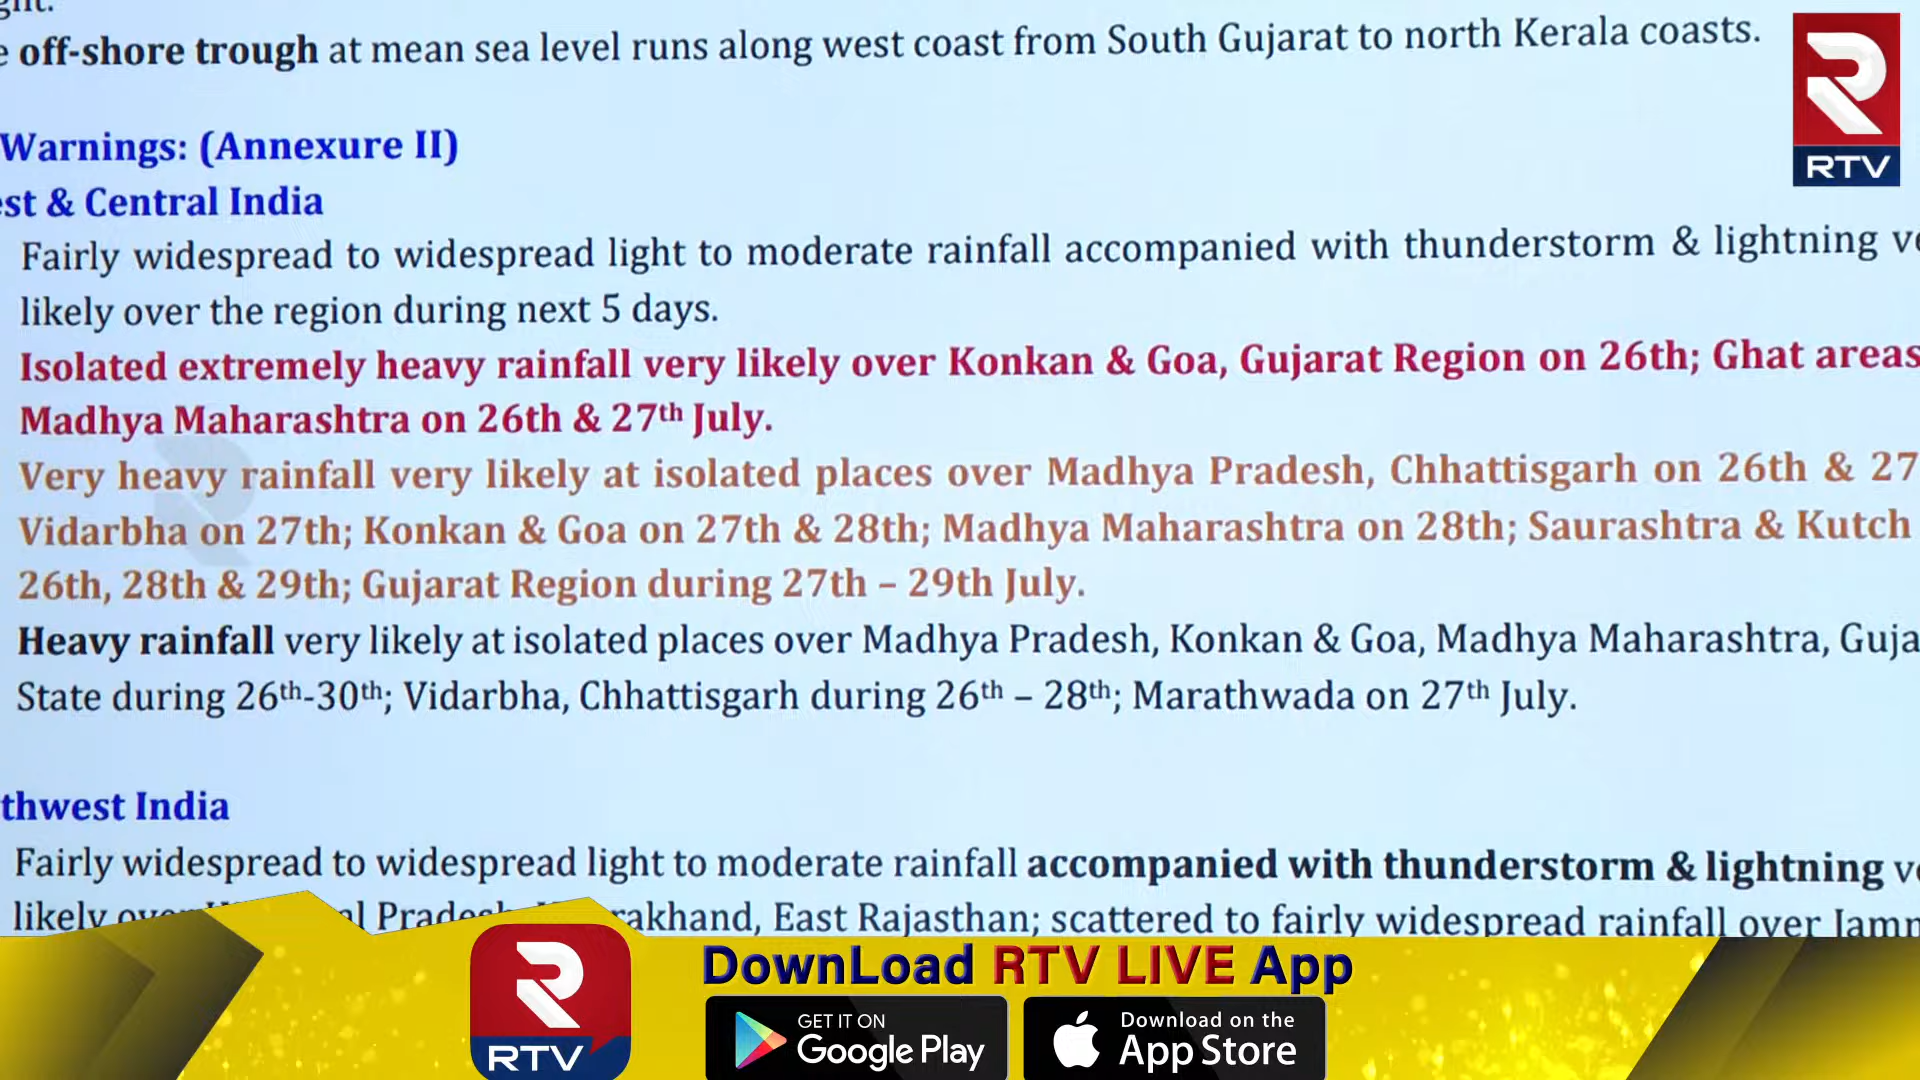 off-shore trough at mean sea level runs along west coast from South Gujarat to north Kerala coasts.
RTV
Warnings: (Annexure II)
& Central India
Fairly widespread to widespread light to moderate rainfall accompanied with thunderstorm & lightning
likely over the region during next 5 days.
Isolated extremely heavy rainfall very likely over Konkan & Goa, Gujarat Region on 26th; Ghat areas
Madhya Maharashtra on 26th & 27th July.
Very heavy rainfall very likely at isolated places over Madhya Pradesh, Chhattisgarh on 26th & 27
Vidarbha on 27th; Konkan & Goa on 27th & 28th; Madhya Maharashtra on 28th; Saurashtra & Kutch
26th, 28th & 29th; Gujarat Region during 27th – 29th July.
Heavy rainfall very likely at isolated places over Madhya Pradesh, Konkan & Goa, Madhya Maharashtra, Guja
State during 26th-30th; Vidarbha, Chhattisgarh during 26th – 28th; Marathwada on 27th July.
thwest India
Fairly widespread to widespread light to moderate rainfall accompanied with thunderstorm & lightning
likely rakhand, East Rajasthan; scattered to fairly widespread rainfall over Jamm
RTV
DownLoad RTV LIVE App
GET IT ON
Google Play
Download on the
App Store